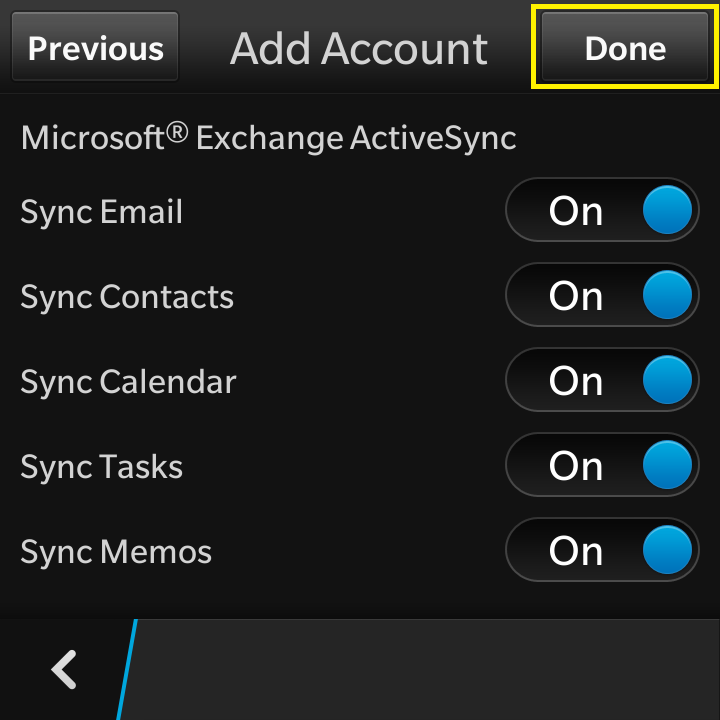 Previous Add Account Done
Microsoft® Exchange ActiveSync
Sync Email On
Sync Contacts On
Sync Calendar On
Sync Tasks On
Sync Memos On